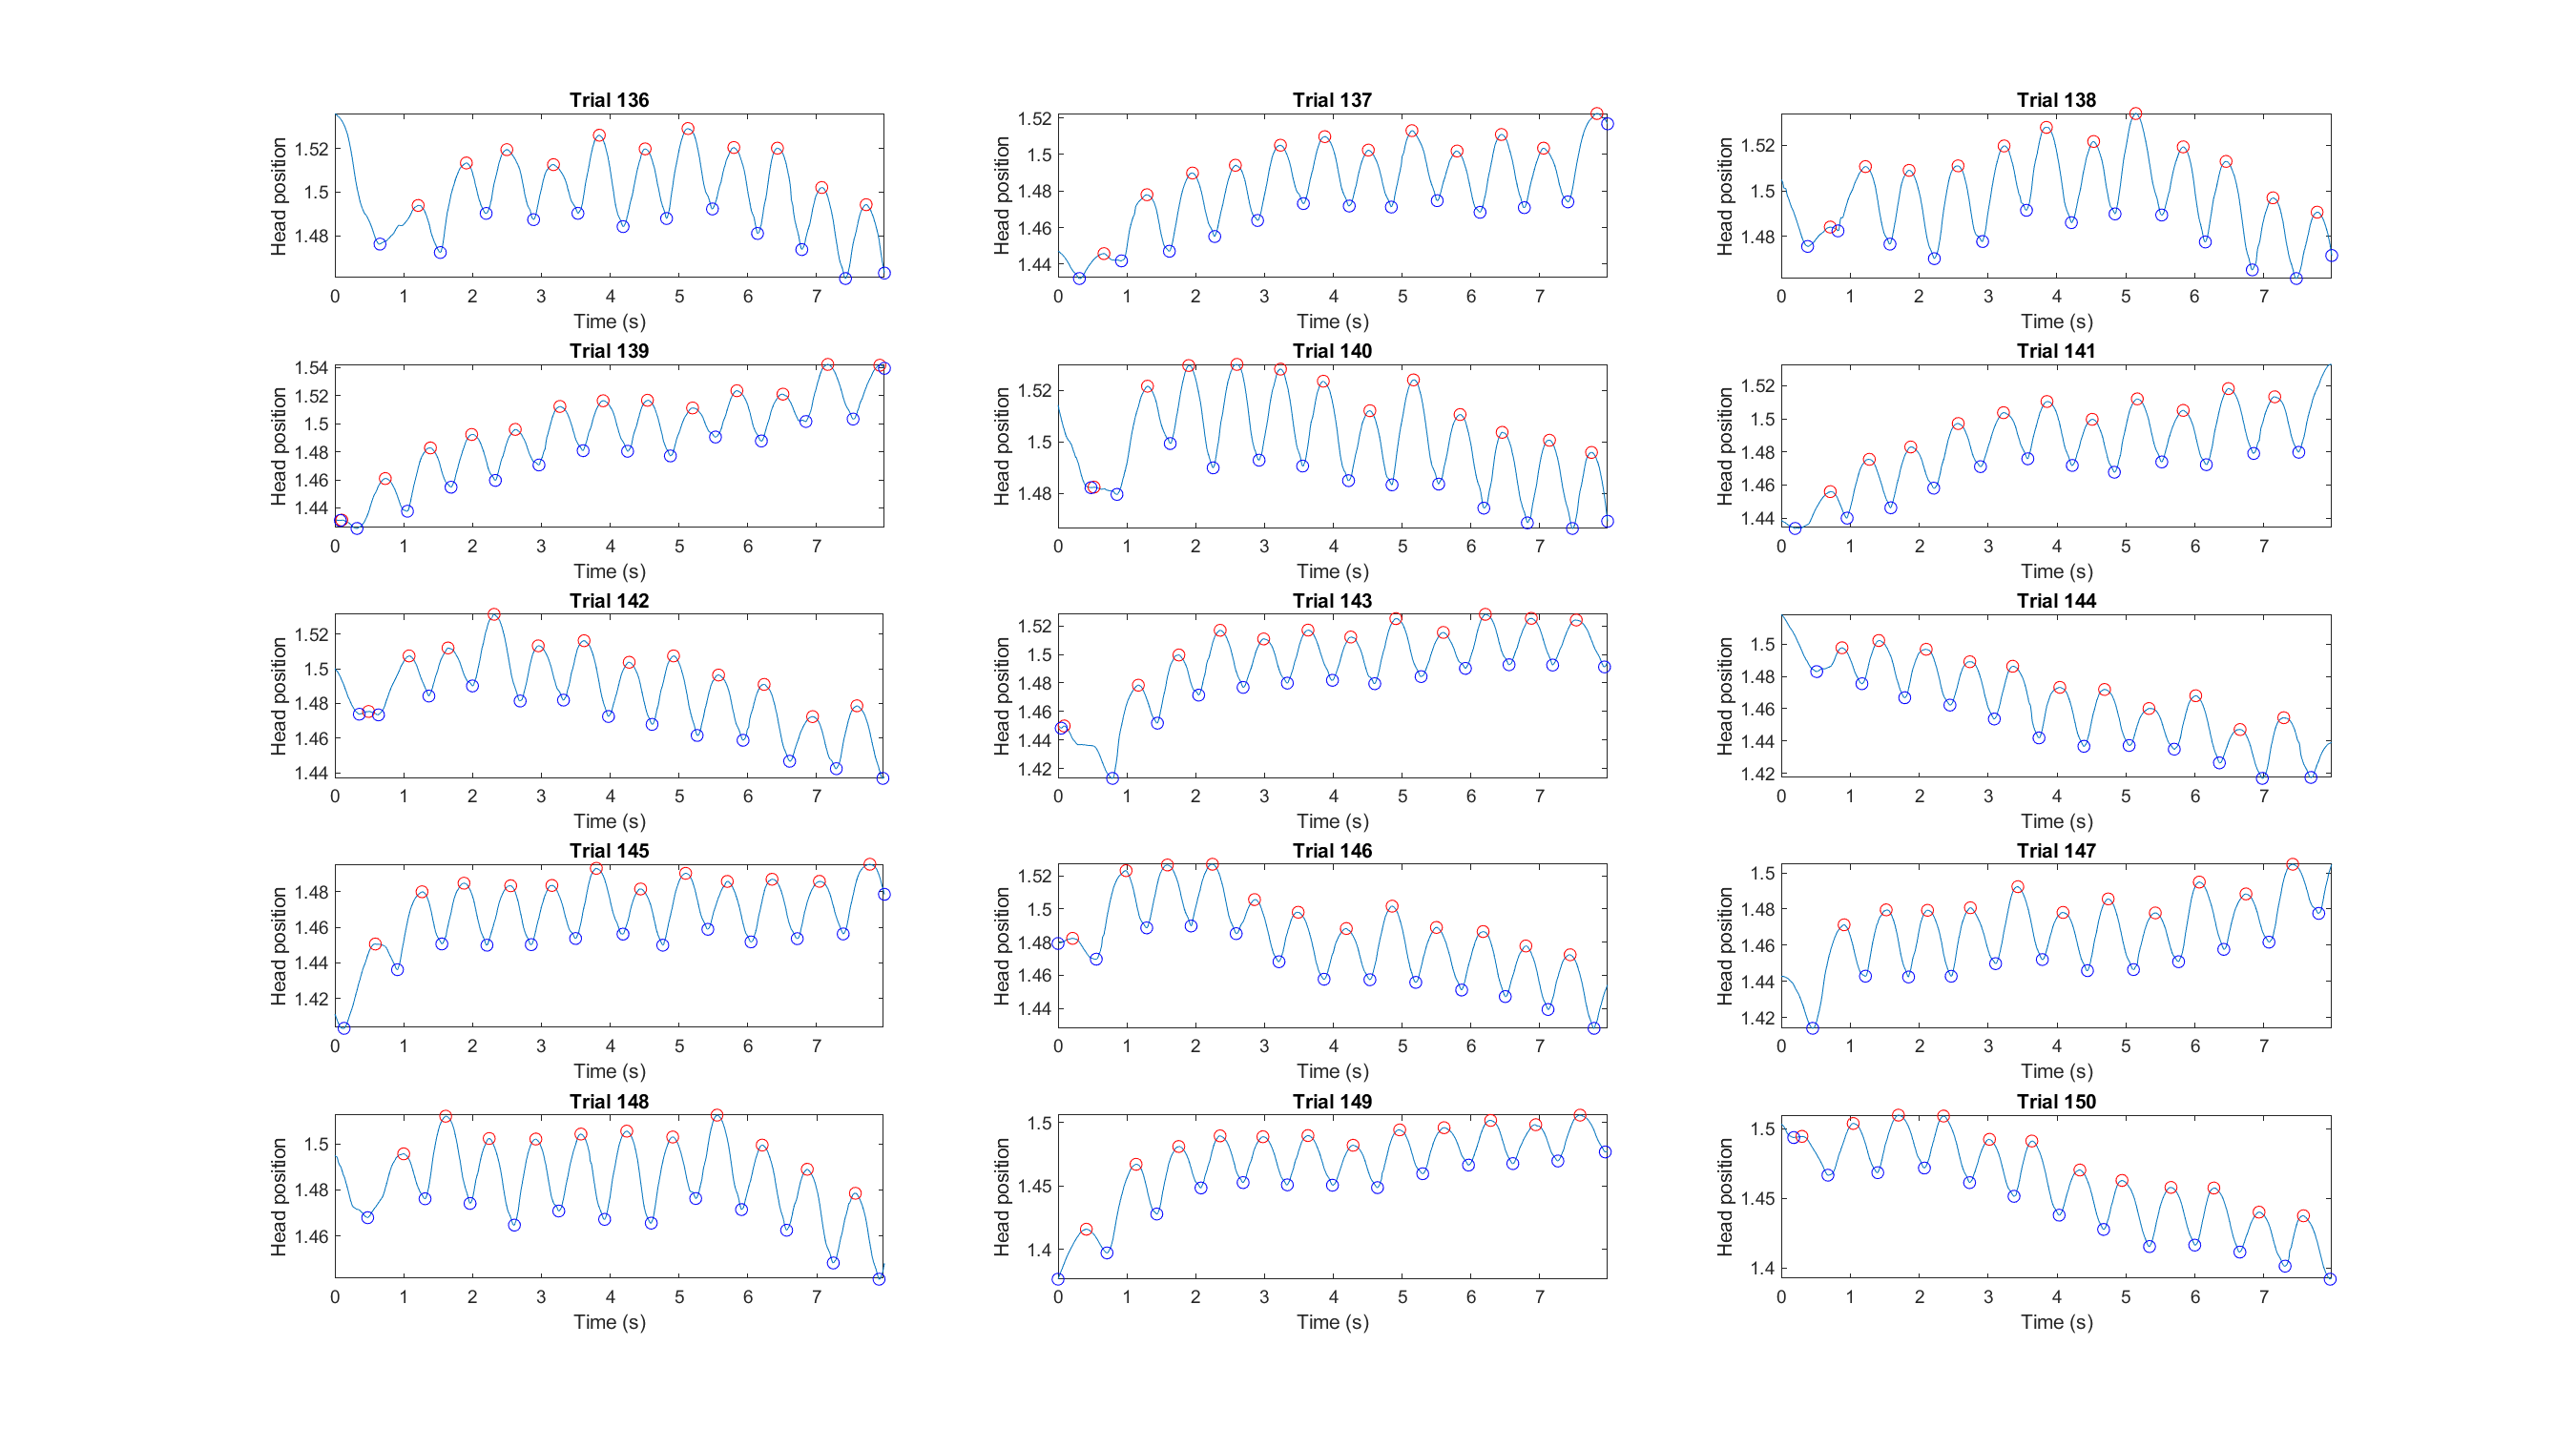 Trial 136
Head position
1.52
1.5
1.48
0 1 2 3 4 5 6 7
Time (s)
Trial 137
Head position
1.52
1.5
1.48
1.46
1.44
0 1 2 3 4 5 6 7
Time (s)
Trial 138
Head position
1.52
1.5
1.48
0 1 2 3 4 5 6 7
Time (s)
Trial 139
Head position
1.54
1.52
1.5
1.48
1.46
1.44
0 1 2 3 4 5 6 7
Time (s)
Trial 140
Head position
1.52
1.5
1.48
0 1 2 3 4 5 6 7
Time (s)
Trial 141
Head position
1.52
1.5
1.48
1.46
1.44
0 1 2 3 4 5 6 7
Time (s)
Trial 142
Head position
1.52
1.5
1.48
1.46
1.44
0 1 2 3 4 5 6 7
Time (s)
Trial 143
Head position
1.52
1.5
1.48
1.46
1.44
1.42
0 1 2 3 4 5 6 7
Time (s)
Trial 144
Head position
1.5
1.48
1.46
1.44
1.42
0 1 2 3 4 5 6 7
Time (s)
Trial 145
Head position
1.48
1.46
1.44
1.42
0 1 2 3 4 5 6 7
Time (s)
Trial 146
Head position
1.52
1.5
1.48
1.46
1.44
0 1 2 3 4 5 6 7
Time (s)
Trial 147
Head position
1.5
1.48
1.46
1.44
1.42
0 1 2 3 4 5 6 7
Time (s)
Trial 148
Head position
1.5
1.48
1.46
0 1 2 3 4 5 6 7
Time (s)
Trial 149
Head position
1.5
1.45
1.4
0 1 2 3 4 5 6 7
Time (s)
Trial 150
Head position
1.5
1.45
1.4
0 1 2 3 4 5 6 7
Time (s)